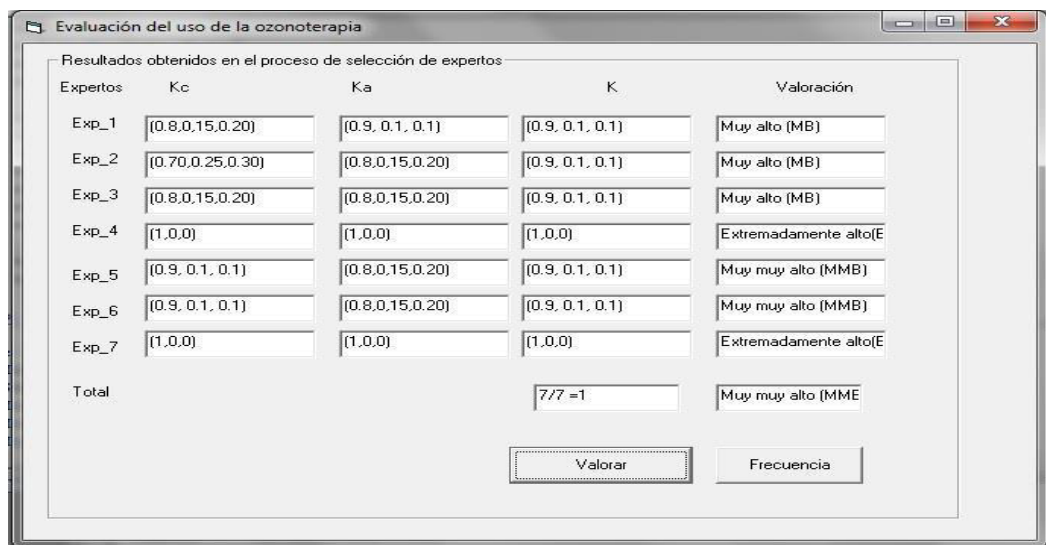 Evaluación del uso de la ozonoterapia
Resultados obtenidos en el proceso de selección de expertos
Expertos Kc Ka K Valoración
Exp_1 (0.8,0,15,0.20) (0.9, 0.1, 0.1) (0.9, 0.1, 0.1) Muy alto (MB)
Exp_2 (0.70,0.25,0.30) (0.8,0,15,0.20) (0.9, 0.1, 0.1) Muy alto (MB)
Exp_3 (0.8,0,15,0.20) (0.8,0,15,0.20) (0.9, 0.1, 0.1) Muy alto (MB)
Exp_4 (1,0,0) (1,0,0) (1,0,0) Extremadamente alto(E
Exp_5 (0.9, 0.1, 0.1) (0.8,0,15,0.20) (0.9, 0.1, 0.1) Muy muy alto (MMB)
Exp_6 (0.9, 0.1, 0.1) (0.8,0,15,0.20) (0.9, 0.1, 0.1) Muy muy alto (MMB)
Exp_7 (1,0,0) (1,0,0) (1,0,0) Extremadamente alto(E
Total 7/7 =1 Muy muy alto (MME
Valorar Frecuencia